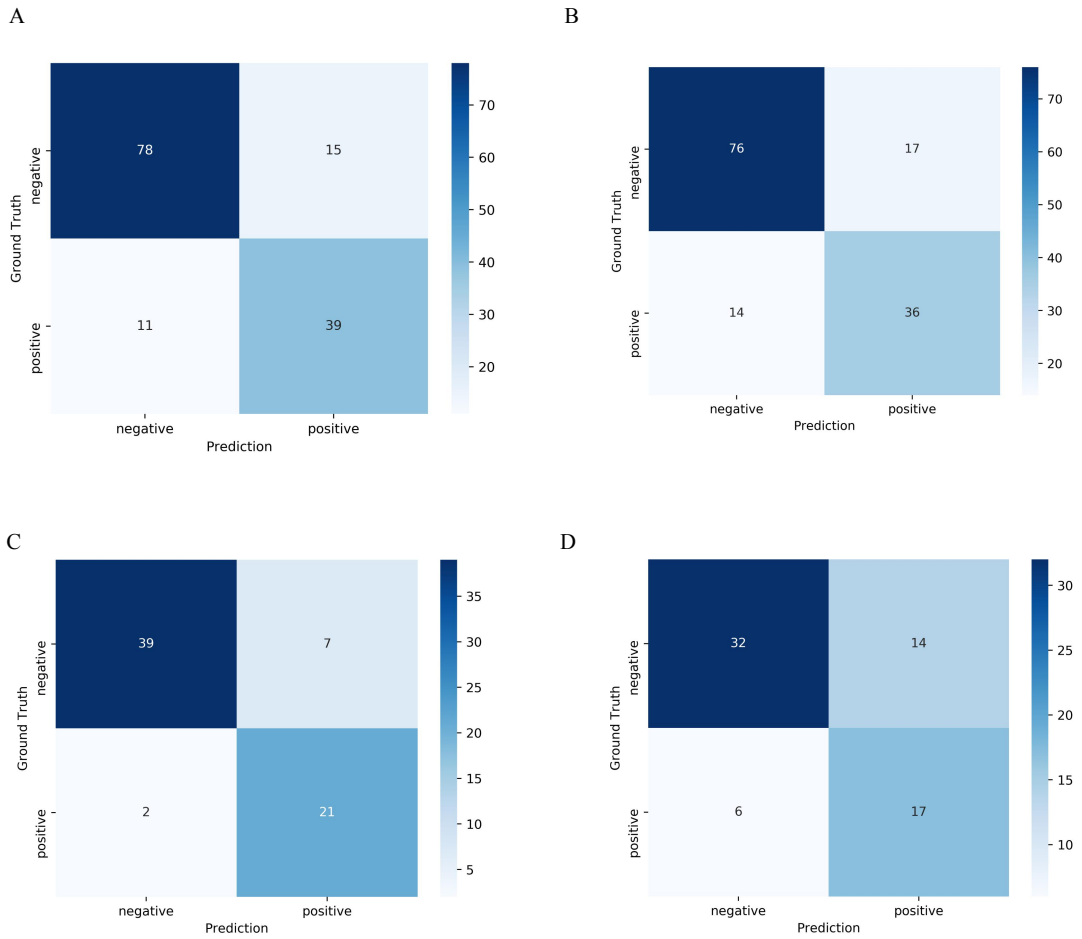 A
78
15
11
39
negative
positive
Ground Truth
negative
positive
Prediction
70
60
50
40
30
20
B
76
17
14
36
negative
positive
Ground Truth
negative
positive
Prediction
70
60
50
40
30
20
C
39
7
2
21
negative
positive
Ground Truth
negative
positive
Prediction
35
30
25
20
15
10
5
D
32
14
6
17
negative
positive
Ground Truth
negative
positive
Prediction
30
25
20
15
10